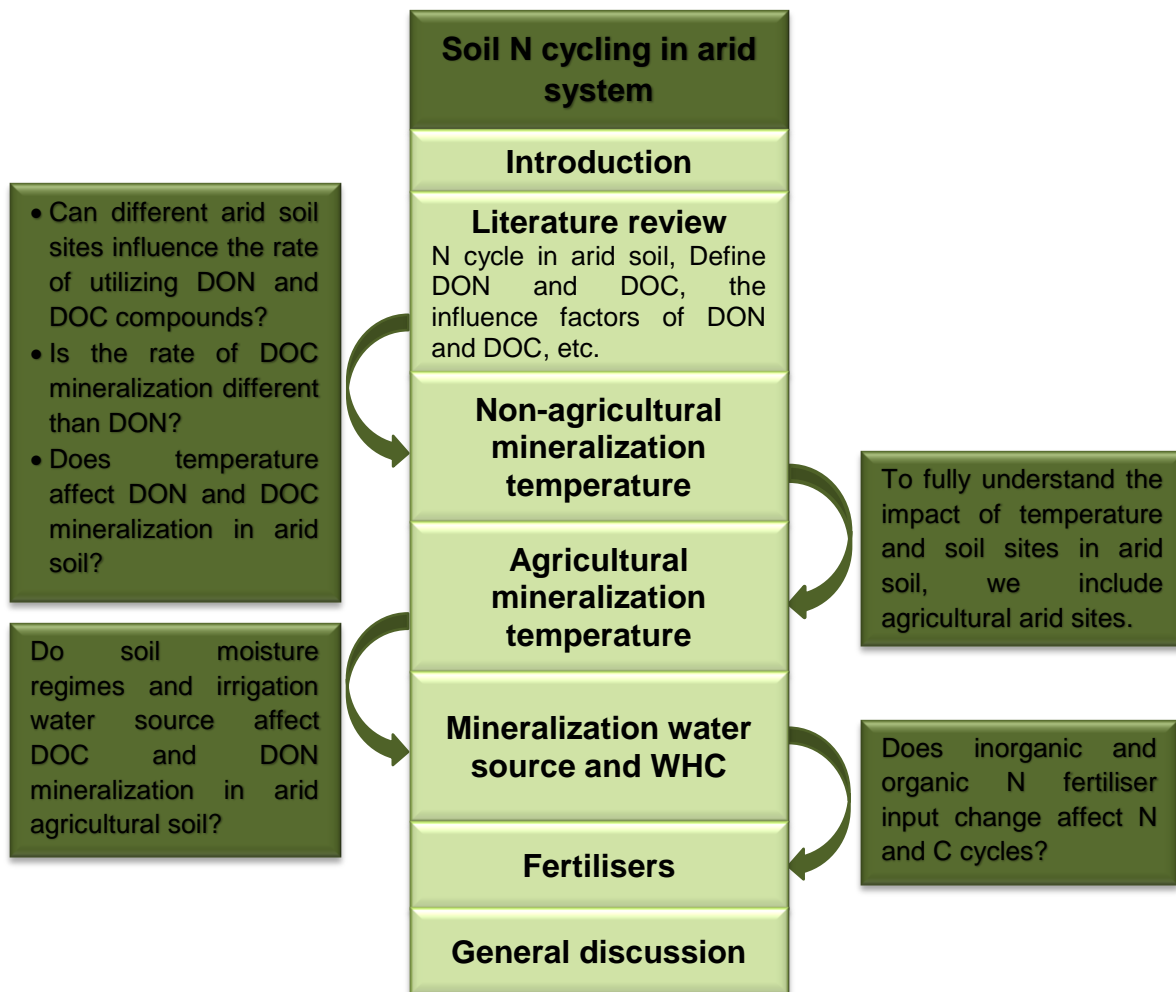 Soil N cycling in arid
system
Introduction
Literature review
N cycle in arid soil, Define
DON and DOC, the
influence factors of DON
and DOC, etc.
• Can different arid soil
sites influence the rate
of utilizing DON and
DOC compounds?
• Is the rate of DOC
mineralization different
than DON?
• Does temperature
affect DON and DOC
mineralization in arid
soil?
Non-agricultural
mineralization
temperature
To fully understand the
impact of temperature
and soil sites in arid
soil, we include
agricultural arid sites.
Agricultural
mineralization
temperature
Do soil moisture
regimes and irrigation
water source affect
DOC and DON
mineralization in arid
agricultural soil?
Mineralization water
source and WHC
Does inorganic and
organic N fertiliser
input change affect N
and C cycles?
Fertilisers
General discussion